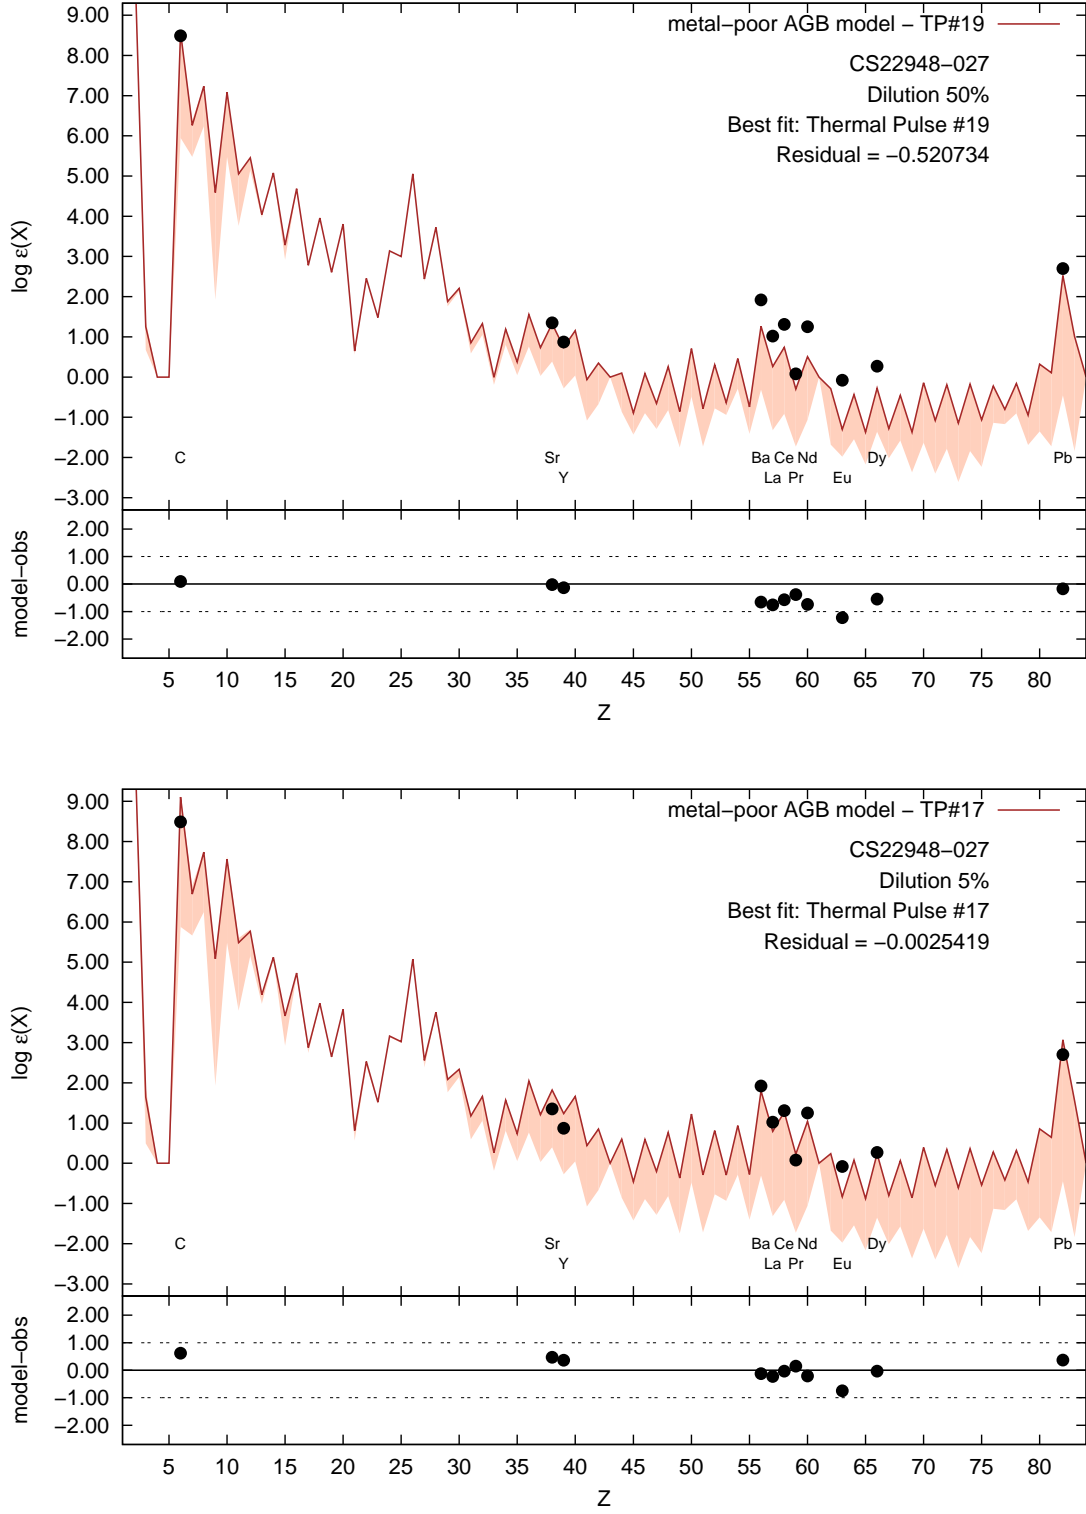 9.00
8.00
7.00
6.00
5.00
4.00
3.00
2.00
1.00
0.00
−1.00
−2.00
−3.00
log ε(X)
metal−poor AGB model − TP#19
CS22948−027
Dilution 50%
Best fit: Thermal Pulse #19
Residual = −0.520734
C Sr Ba Ce Nd Dy Pb
Y La Pr Eu
2.00
1.00
0.00
−1.00
−2.00
model−obs
5 10 15 20 25 30 35 40 45 50 55 60 65 70 75 80
Z
9.00
8.00
7.00
6.00
5.00
4.00
3.00
2.00
1.00
0.00
−1.00
−2.00
−3.00
log ε(X)
metal−poor AGB model − TP#17
CS22948−027
Dilution 5%
Best fit: Thermal Pulse #17
Residual = −0.0025419
C Sr Ba Ce Nd Dy Pb
Y La Pr Eu
2.00
1.00
0.00
−1.00
−2.00
model−obs
5 10 15 20 25 30 35 40 45 50 55 60 65 70 75 80
Z